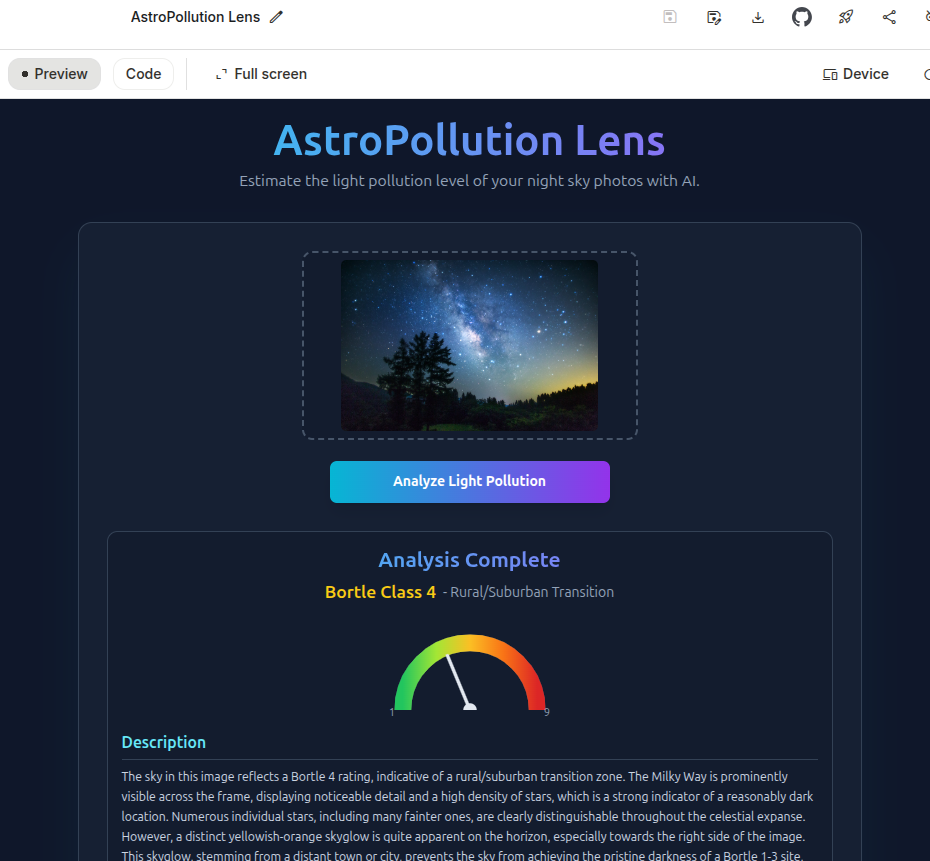 AstroPollution Lens
Preview
Code
Full screen
Device
AstroPollution Lens
Estimate the light pollution level of your night sky photos with AI.
Analyze Light Pollution
Analysis Complete
Bortle Class 4 - Rural/Suburban Transition
1
9
Description
The sky in this image reflects a Bortle 4 rating, indicative of a rural/suburban transition zone. The Milky Way is prominently
visible across the frame, displaying noticeable detail and a high density of stars, which is a strong indicator of a reasonably dark
location. Numerous individual stars, including many fainter ones, are clearly distinguishable throughout the celestial expanse.
However, a distinct yellowish-orange skyglow is quite apparent on the horizon, especially towards the right side of the image.
This skyglow, stemming from a distant town or city, prevents the sky from achieving the pristine darkness of a Bortle 1-3 site.